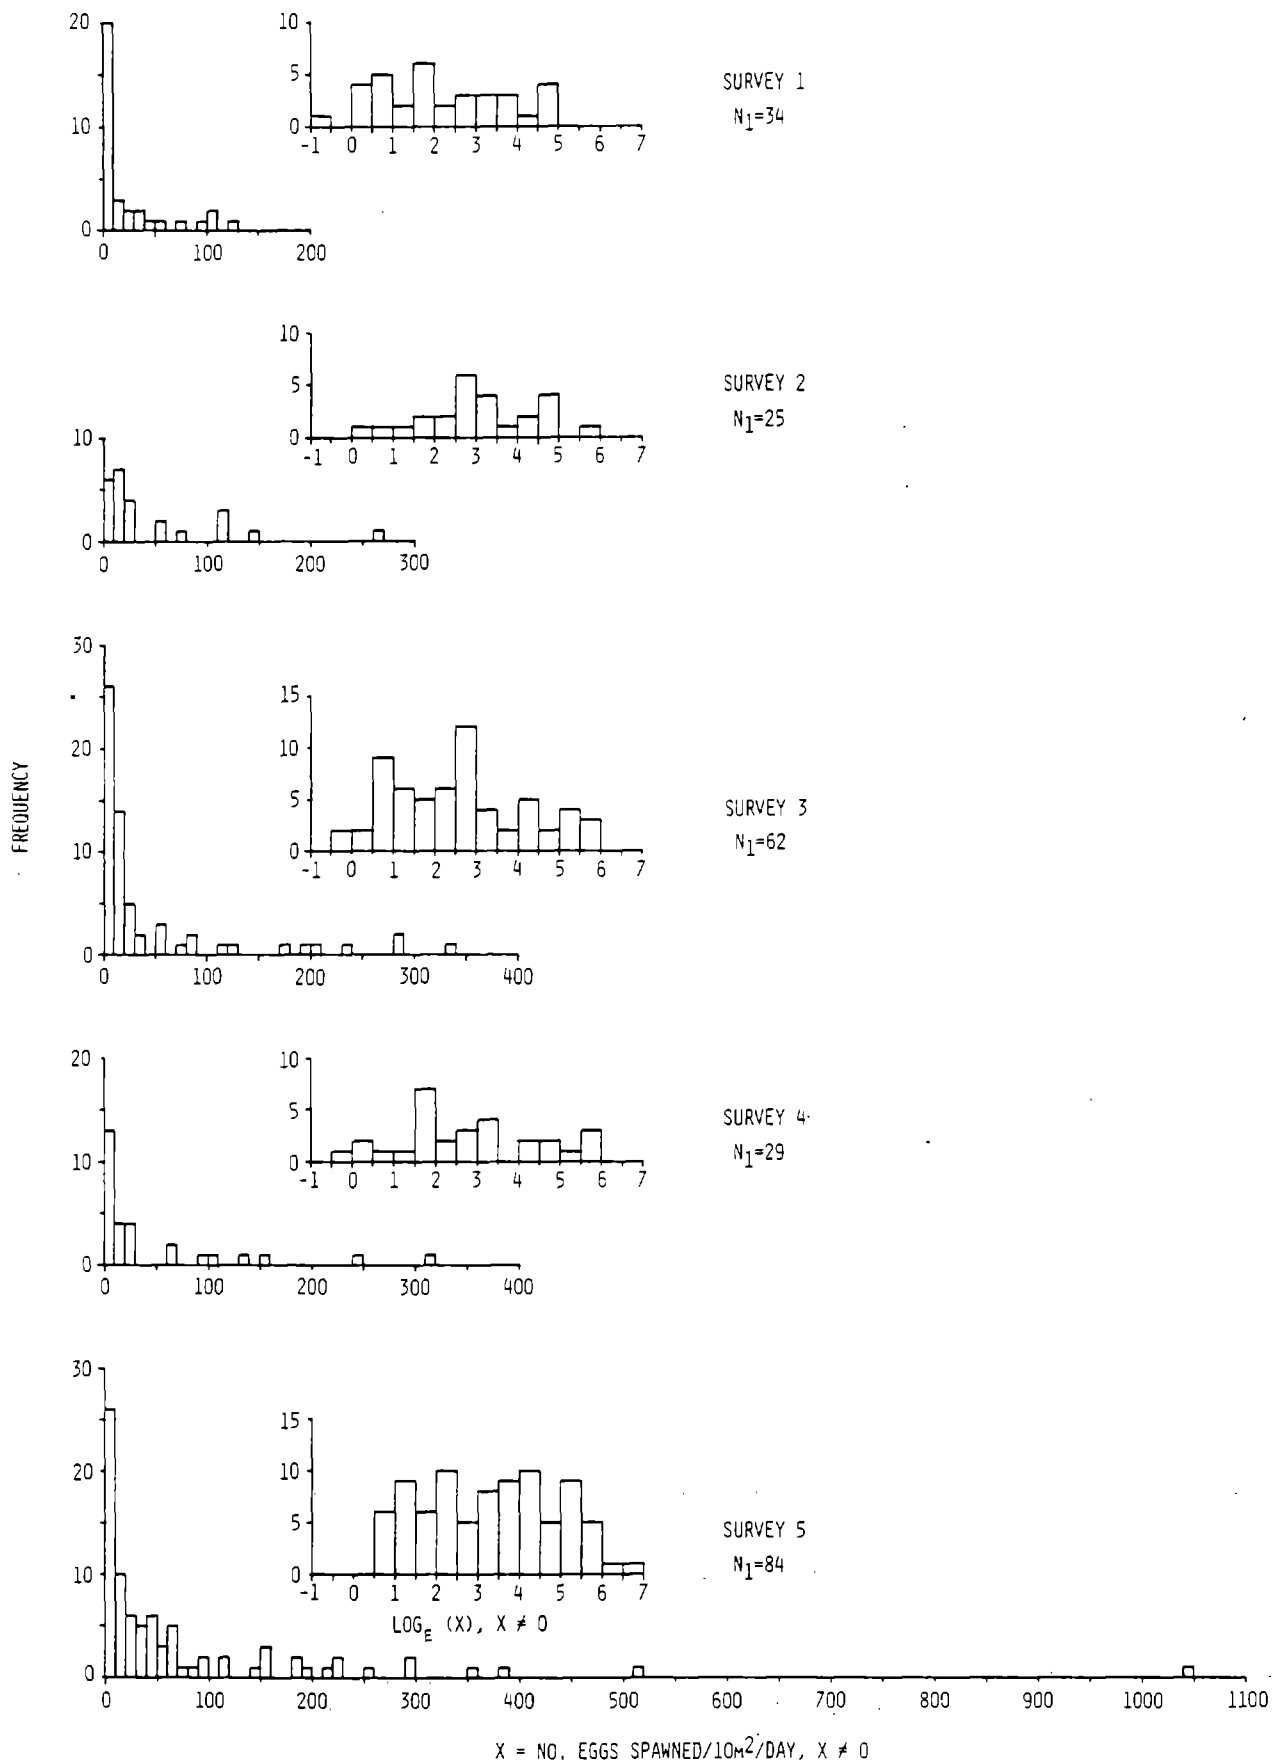 20
10
0
0 100 200
10
5
0
-1 0 1 2 3 4 5 6 7
SURVEY 1
N1=34
10
5
0
-1 0 1 2 3 4 5 6 7
SURVEY 2
N1=25
10
0
0 100 200 300
FREQUENCY
30
20
10
0
0 100 200 300 400
15
10
5
0
-1 0 1 2 3 4 5 6 7
SURVEY 3
N1=62
20
10
0
0 100 200 300 400
10
5
0
-1 0 1 2 3 4 5 6 7
SURVEY 4
N1=29
30
20
10
0
15
10
5
0
-1 0 1 2 3 4 5 6 7
LOGE (X), X ≠ 0
SURVEY 5
N1=84
0 100 200 300 400 500 600 700 800 900 1000 1100
X = NO. EGGS SPAWNED/10M2/DAY, X ≠ 0